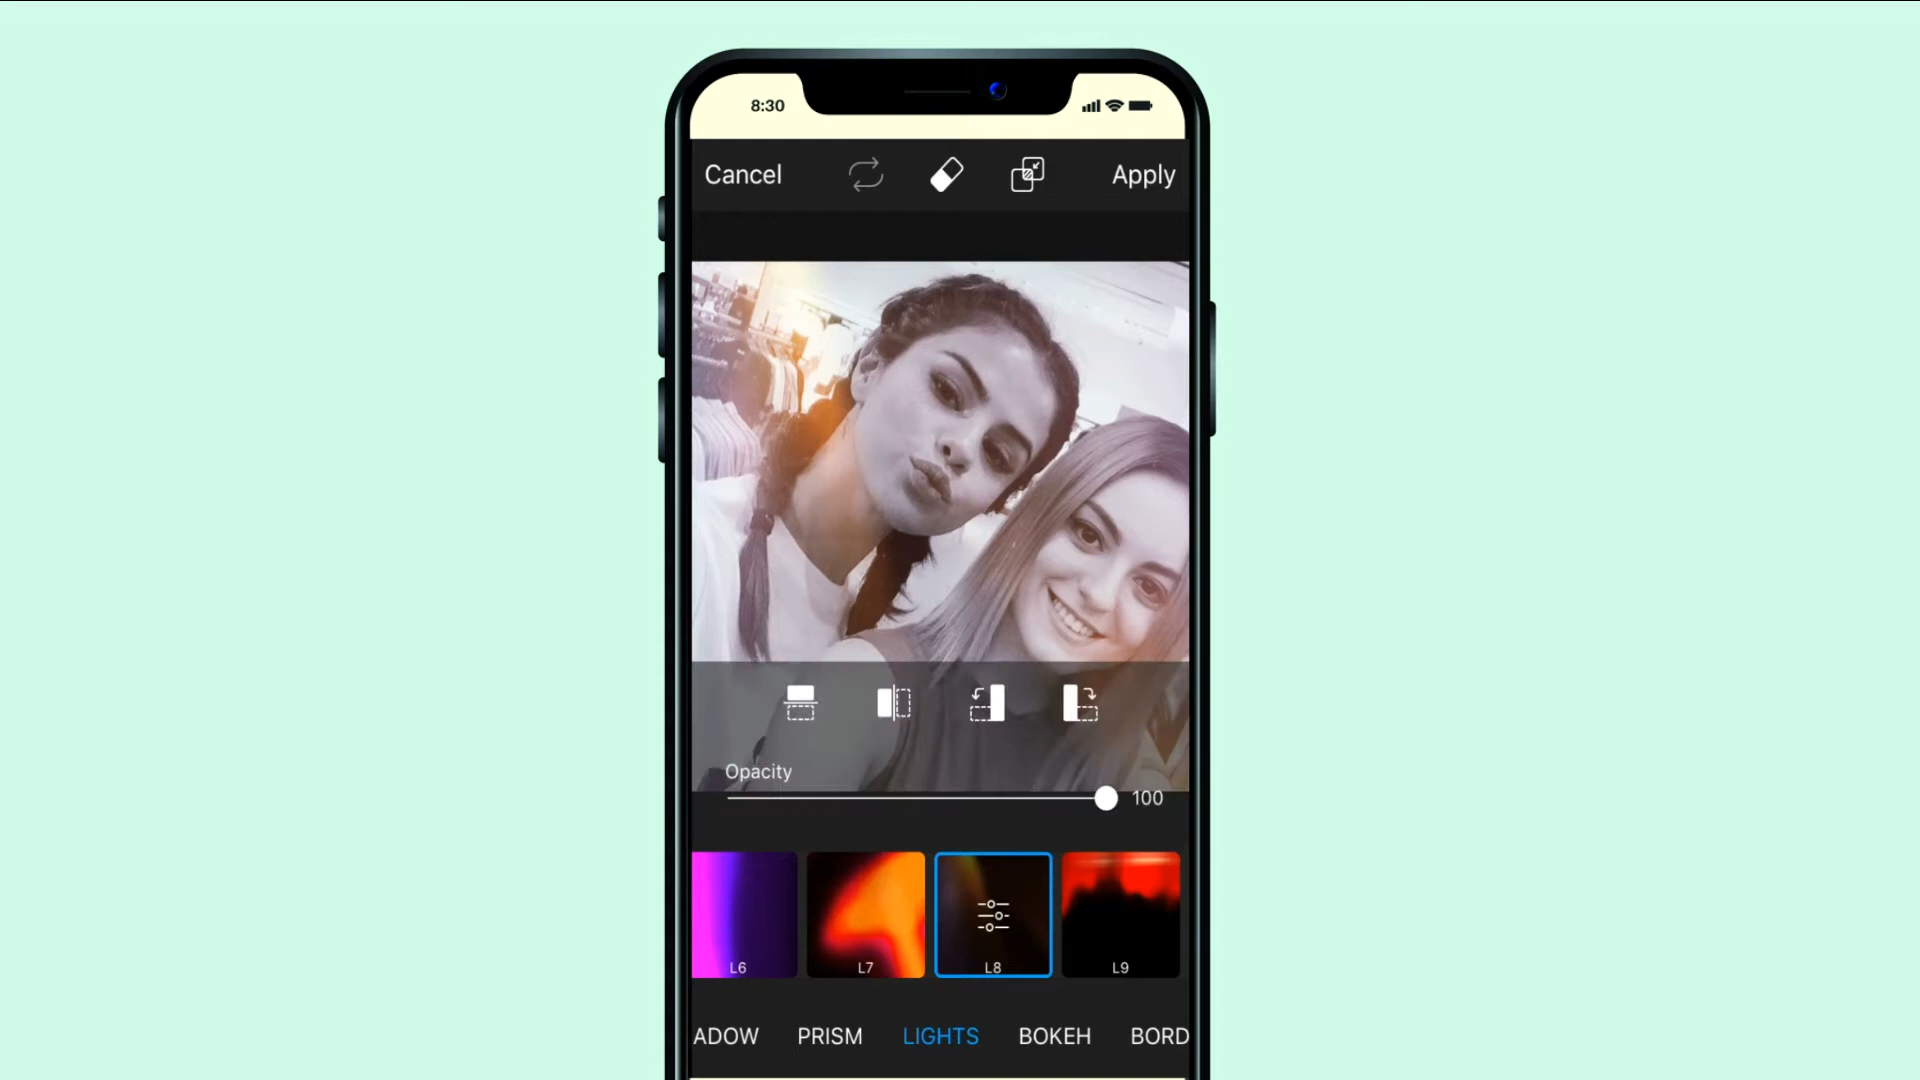 8:30
Cancel
Apply
Opacity
100
L6
L7
L8
L9
ADOW PRISM LIGHTS BOKEH BORD